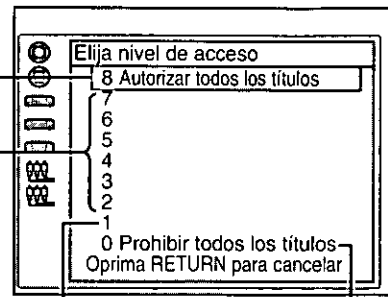 Elija nivel de acceso
8 Autorizar todos los títulos
7
6
5
4
3
2
1
0 Prohibir todos los títulos
Oprima RETURN para cancelar